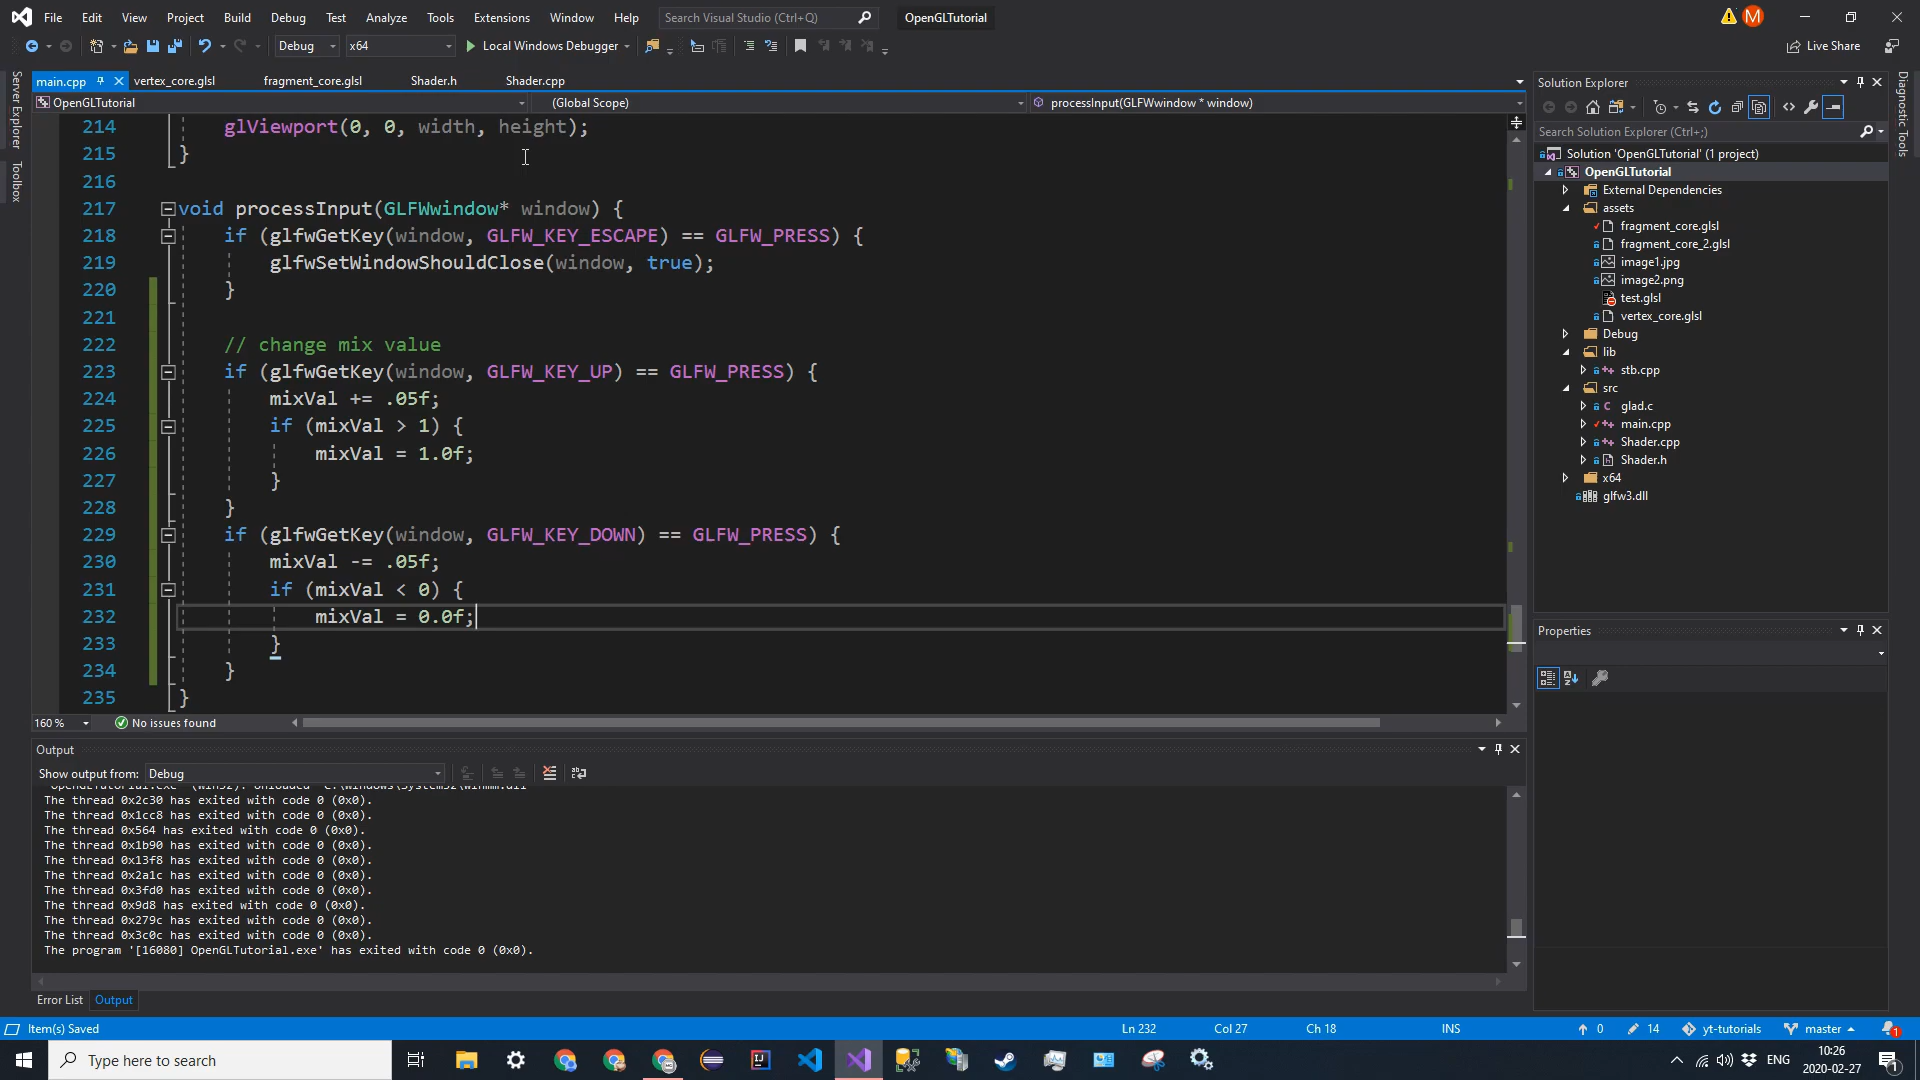 File Edit View Project Build Debug Test Analyze Tools Extensions Window Help Search Visual Studio (Ctrl+Q) OpenGLTutorial M
Debug x64 Local Windows Debugger Live Share
main.cpp vertex_core.glsl fragment_core.glsl Shader.h Shader.cpp
OpenGLTutorial (Global Scope) processInput(GLFWwindow * window)
214 glViewport(0, 0, width, height);
215 }
216
217 void processInput(GLFWwindow* window) {
218 if (glfwGetKey(window, GLFW_KEY_ESCAPE) == GLFW_PRESS) {
219 glfwSetWindowShouldClose(window, true);
220 }
221
222 // change mix value
223 if (glfwGetKey(window, GLFW_KEY_UP) == GLFW_PRESS) {
224 mixVal += .05f;
225 if (mixVal > 1) {
226 mixVal = 1.0f;
227 }
228 }
229 if (glfwGetKey(window, GLFW_KEY_DOWN) == GLFW_PRESS) {
230 mixVal -= .05f;
231 if (mixVal < 0) {
232 mixVal = 0.0f;
233 }
234 }
235 }
160 % No issues found
Output
Show output from: Debug
The thread 0x2c30 has exited with code 0 (0x0).
The thread 0x1cc8 has exited with code 0 (0x0).
The thread 0x564 has exited with code 0 (0x0).
The thread 0x1b90 has exited with code 0 (0x0).
The thread 0x13f8 has exited with code 0 (0x0).
The thread 0x2a1c has exited with code 0 (0x0).
The thread 0x3fd0 has exited with code 0 (0x0).
The thread 0x9d8 has exited with code 0 (0x0).
The thread 0x279c has exited with code 0 (0x0).
The thread 0x3c0c has exited with code 0 (0x0).
The program '[16080] OpenGLTutorial.exe' has exited with code 0 (0x0).
Error List Output
Server Explorer
Toolbox
Solution Explorer
Search Solution Explorer (Ctrl+;)
Solution 'OpenGLTutorial' (1 project)
OpenGLTutorial
External Dependencies
assets
fragment_core.glsl
fragment_core_2.glsl
image1.jpg
image2.png
test.glsl
vertex_core.glsl
Debug
lib
stb.cpp
src
glad.c
main.cpp
Shader.cpp
Shader.h
x64
glfw3.dll
Properties
Diagnostic Tools
Item(s) Saved Ln 232 Col 27 Ch 18 INS 0 14 yt-tutorials master 1
Type here to search ENG 10:26
2020-02-27 1